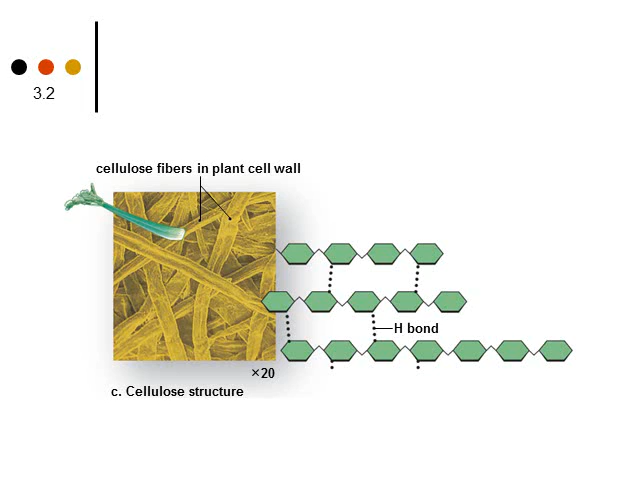 3.2
cellulose fibers in plant cell wall
H bond
×20
c. Cellulose structure